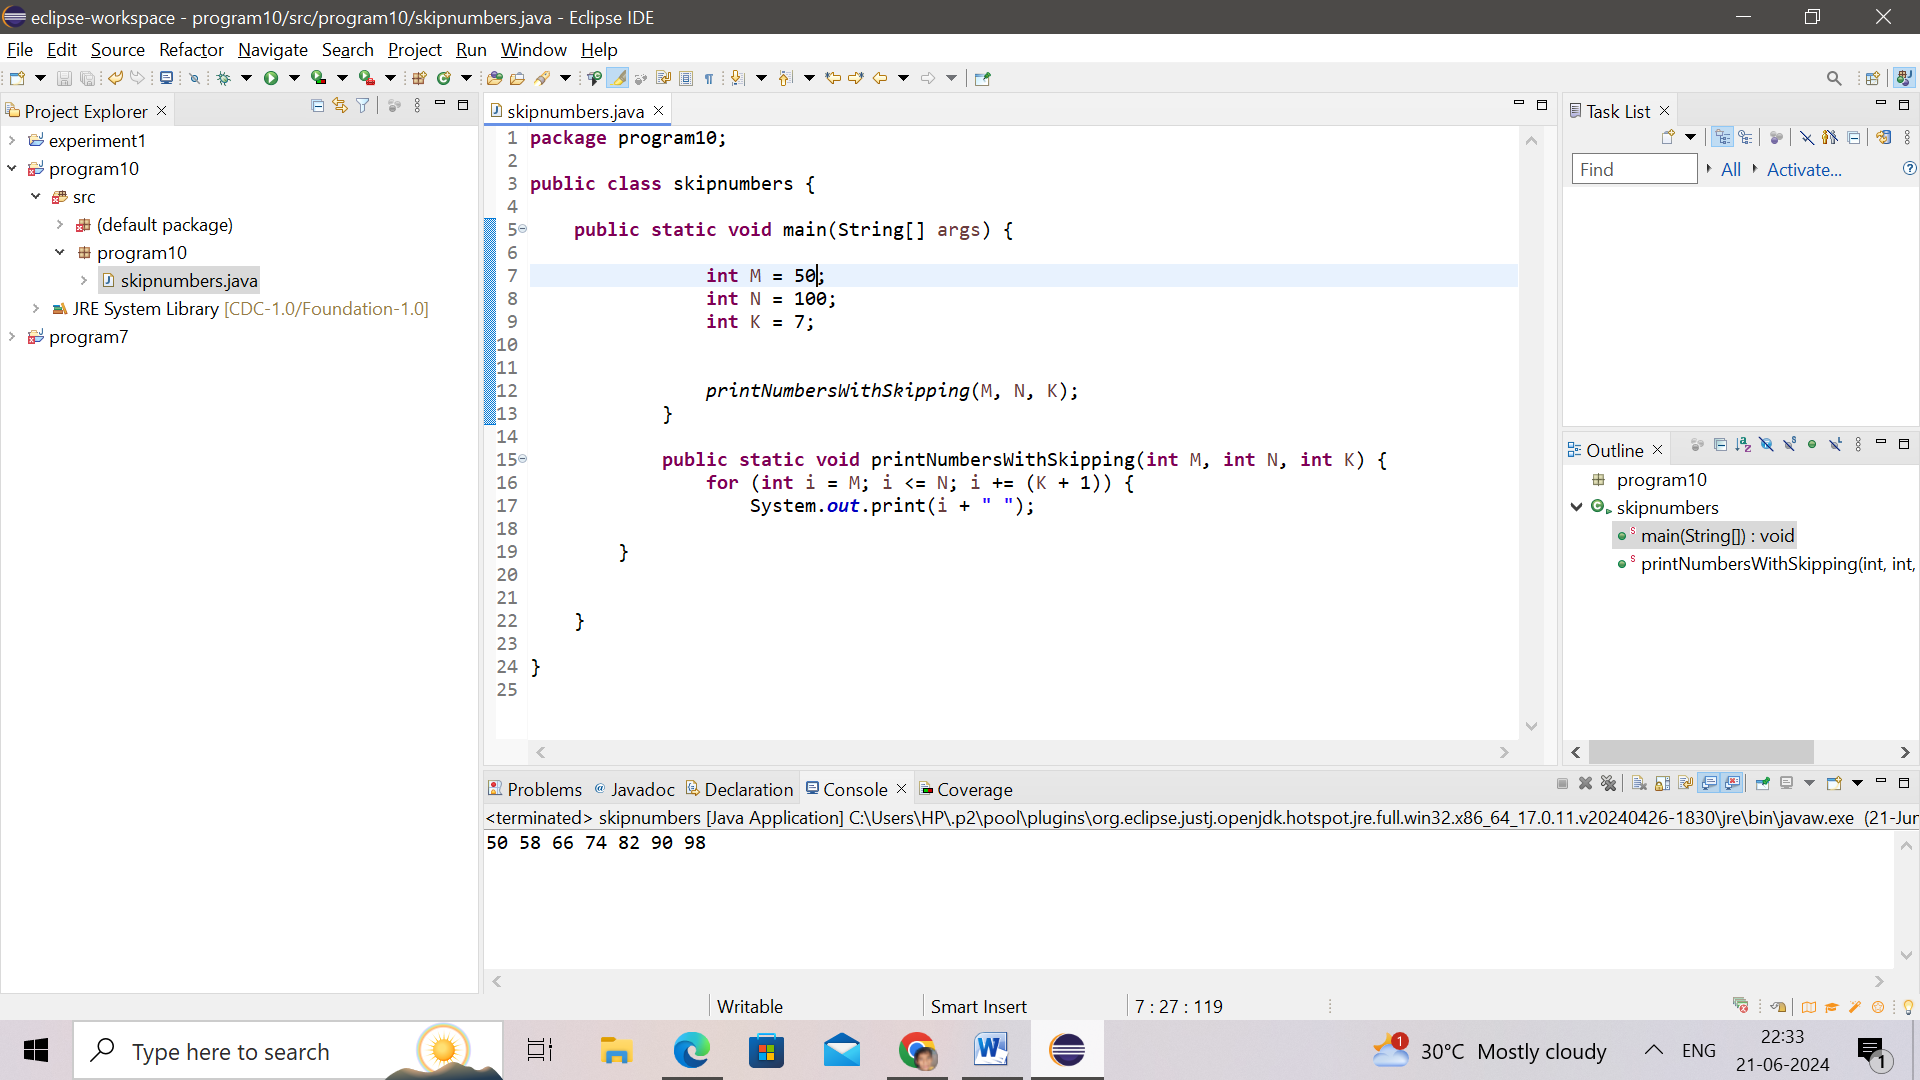 eclipse-workspace - program10/src/program10/skipnumbers.java - Eclipse IDE
File Edit Source Refactor Navigate Search Project Run Window Help
Project Explorer
experiment1
program10
src
(default package)
program10
skipnumbers.java
JRE System Library [CDC-1.0/Foundation-1.0]
program7
skipnumbers.java
1 package program10;
2
3 public class skipnumbers {
4
5 public static void main(String[] args) {
6
7 int M = 50;
8 int N = 100;
9 int K = 7;
10
11
12 printNumbersWithSkipping(M, N, K);
13 }
14
15 public static void printNumbersWithSkipping(int M, int N, int K) {
16 for (int i = M; i <= N; i += (K + 1)) {
17 System.out.print(i + " ");
18
19 }
20
21
22 }
23
24 }
25
Task List
Find All Activate...
Outline
program10
skipnumbers
main(String[]) : void
printNumbersWithSkipping(int, int,
Problems @ Javadoc Declaration Console Coverage
<terminated> skipnumbers [Java Application] C:\Users\HP\.p2\pool\plugins\org.eclipse.justj.openjdk.hotspot.jre.full.win32.x86_64_17.0.11.v20240426-1830\jre\bin\javaw.exe (21-Jun
50 58 66 74 82 90 98
Writable Smart Insert 7 : 27 : 119
Type here to search
1 30°C Mostly cloudy ENG 22:33
21-06-2024 1